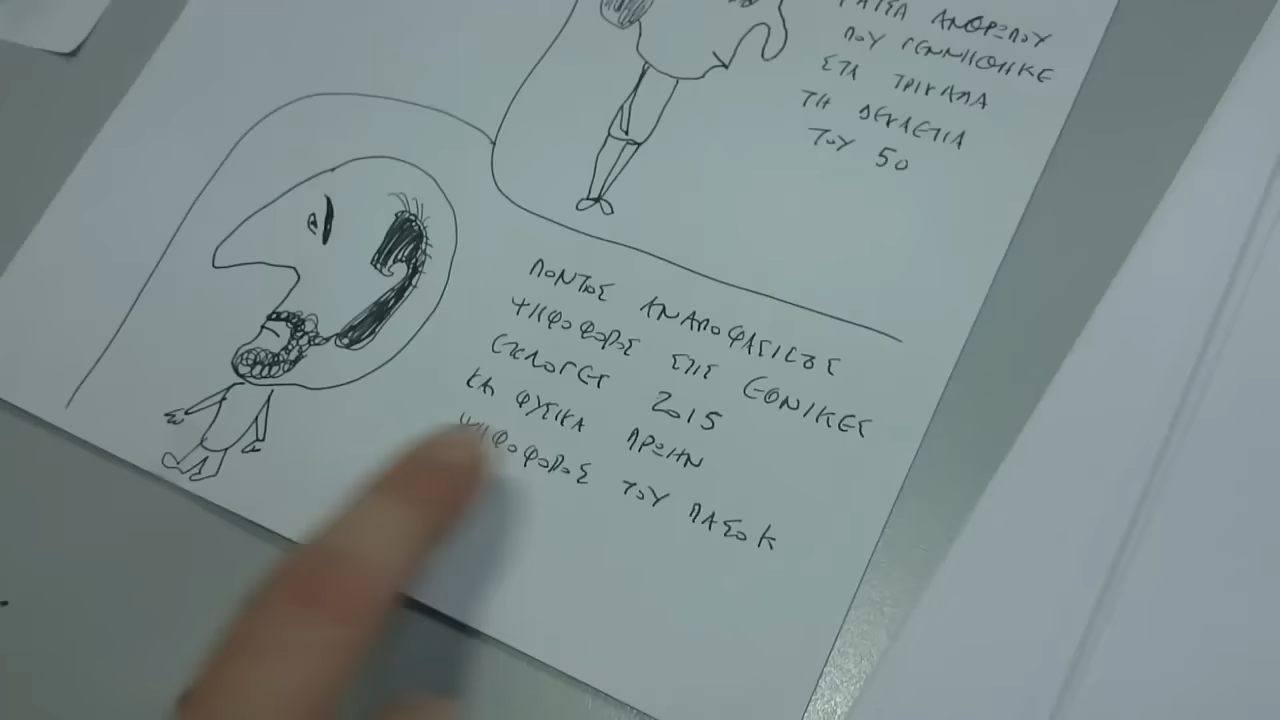 ΦΑΤΣΑ ΑΝΘΡΩΠΟΥ
ΠΟΥ ΓΕΝΝΗΘΗΚΕ
ΣΤΑ ΤΡΙΚΑΛΑ
ΤΗ ΔΕΚΑΕΤΙΑ
ΤΟΥ 50
ΠΟΝΤΙΟΣ ΑΝΑΠΟΦΑΣΙΣΤΟΣ
ΨΗΦΟΦΟΡΟΣ ΣΤΙΣ ΕΘΝΙΚΕΣ
ΕΚΛΟΓΕΣ 2015
ΚΑΙ ΦΥΣΙΚΑ ΠΡΩΗΝ
ΨΗΦΟΦΟΡΟΣ ΤΟΥ ΠΑΣΟΚ